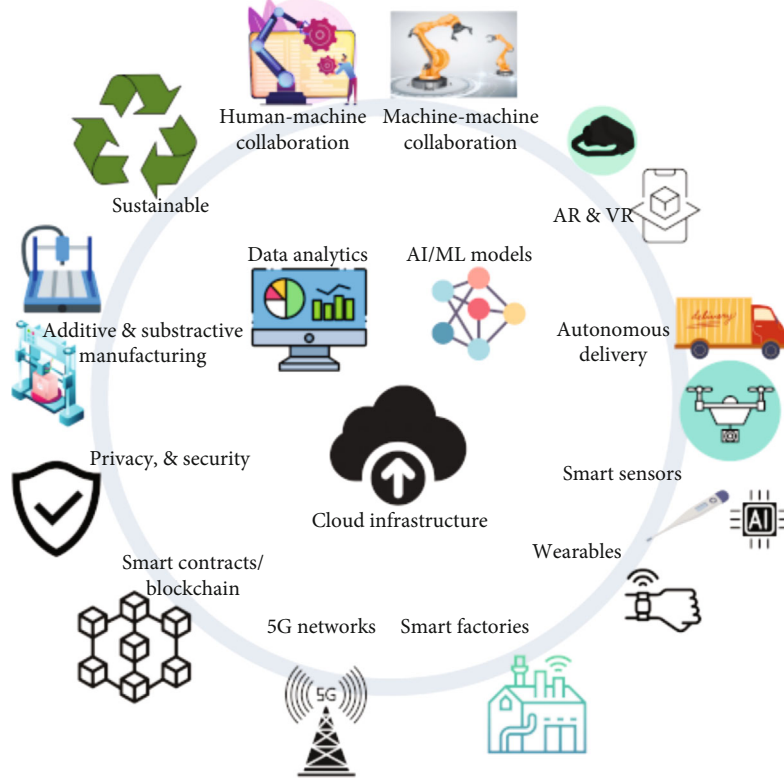 Human-machine
collaboration
Machine-machine
collaboration
Sustainable
AR & VR
Data analytics
AI/ML models
Additive & substractive
manufacturing
Autonomous
delivery
delivery
Privacy, & security
Smart sensors
Cloud infrastructure
AI
Wearables
Smart contracts/
blockchain
5G networks
Smart factories
5G